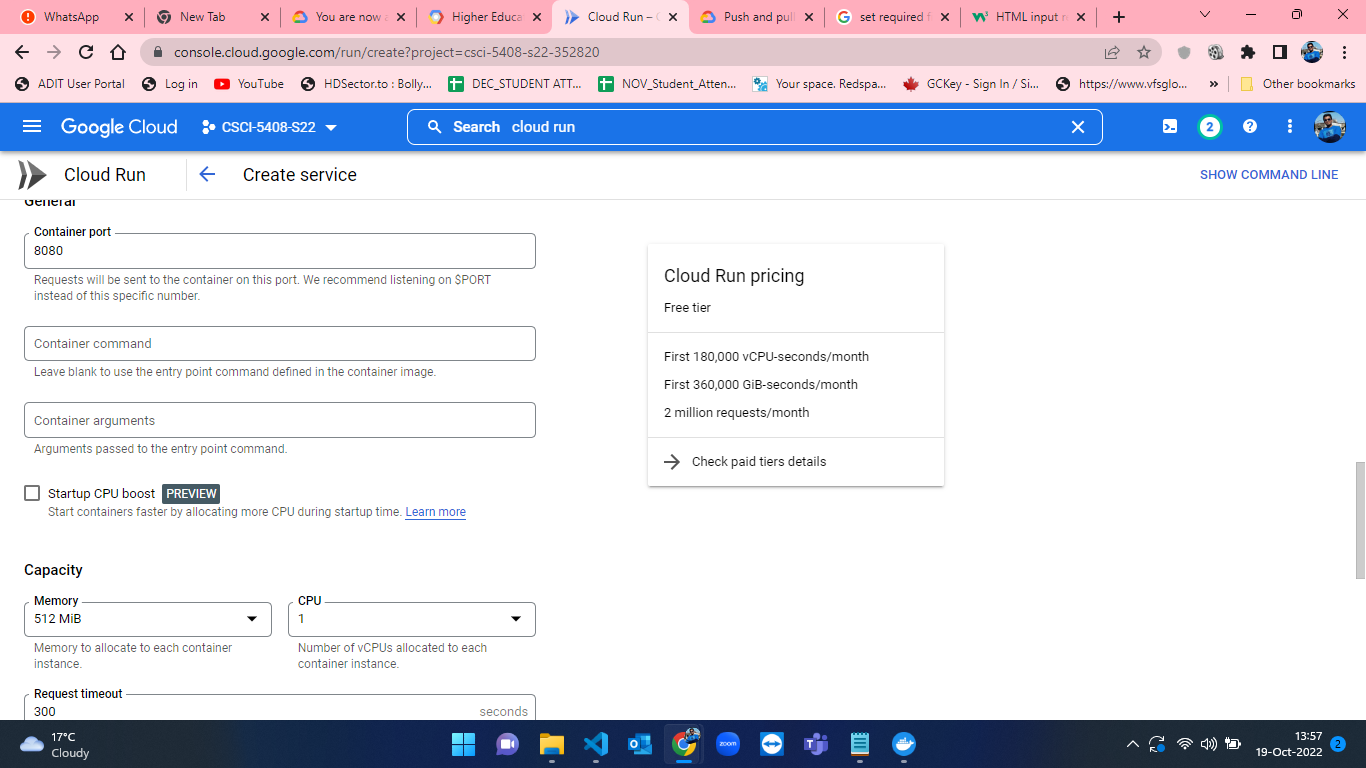 WhatsApp
New Tab
You are now a
Higher Educa
Cloud Run – G
Push and pull
set required f
HTML input re
console.cloud.google.com/run/create?project=csci-5408-s22-352820
ADIT User Portal
Log in
YouTube
HDSector.to : Bolly...
DEC_STUDENT ATT...
NOV_Student_Atten...
Your space. Redspa...
GCKey - Sign In / Si...
https://www.vfsglo...
»
Other bookmarks
Google Cloud
CSCI-5408-S22
Search cloud run
2
Cloud Run
Create service
SHOW COMMAND LINE
General
Container port
8080
Requests will be sent to the container on this port. We recommend listening on $PORT
instead of this specific number.
Container command
Leave blank to use the entry point command defined in the container image.
Container arguments
Arguments passed to the entry point command.
Startup CPU boost PREVIEW
Start containers faster by allocating more CPU during startup time. Learn more
Capacity
Memory
512 MiB
Memory to allocate to each container
instance.
CPU
1
Number of vCPUs allocated to each
container instance.
Request timeout
300
seconds
Cloud Run pricing
Free tier
First 180,000 vCPU-seconds/month
First 360,000 GiB-seconds/month
2 million requests/month
Check paid tiers details
17°C
Cloudy
zoom
13:57
19-Oct-2022
2